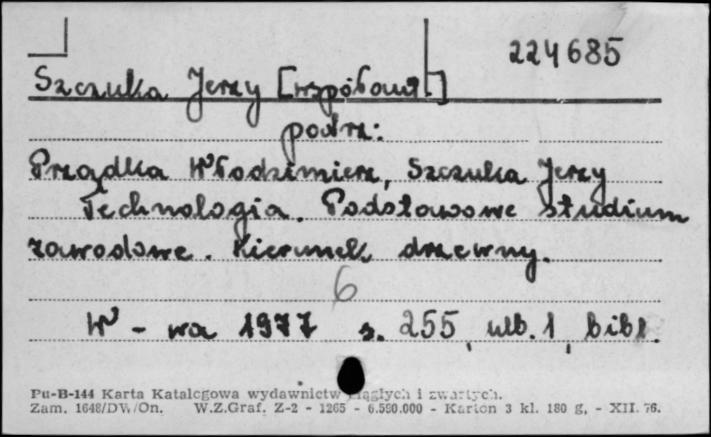 224685
Szczuka Jerzy [współaut.]
podrz:
Prządka Włodzimierz, Szczuka Jerzy
Technologia. Podstawowe studium
zawodowe. Kierunek drzewny.
6
W-wa 1977 s. 255, ulb. 1, bibl.
Pu-B-144 Karta Katalogowa wydawnictw ciągłych i zwartych.
Zam. 1648/DW/On. W.Z.Graf. Z-2 - 1265 - 6.590.000 - Karton 3 kl. 180 g, - XII. 76.